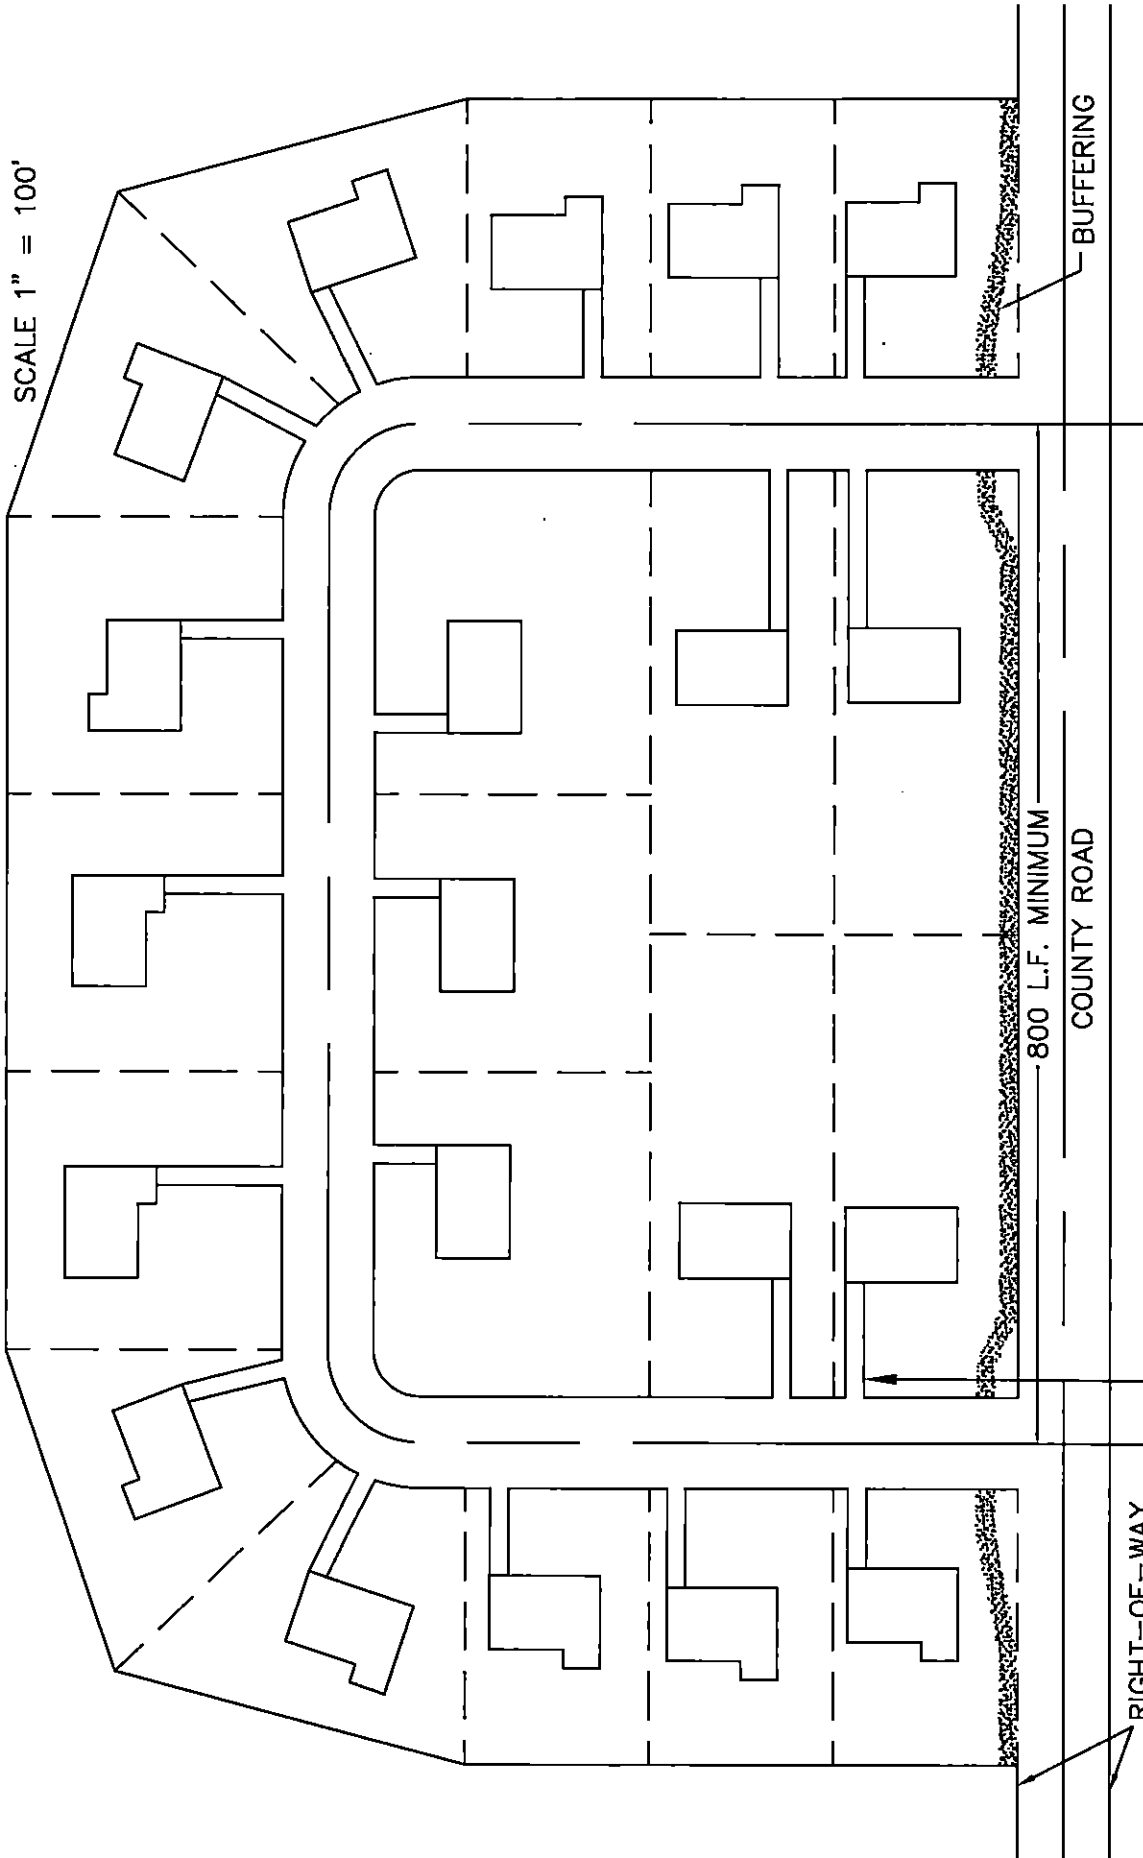 SCALE 1" = 100'
BUFFERING
800 L.F. MINIMUM
COUNTY ROAD
RIGHT-OF-WAY